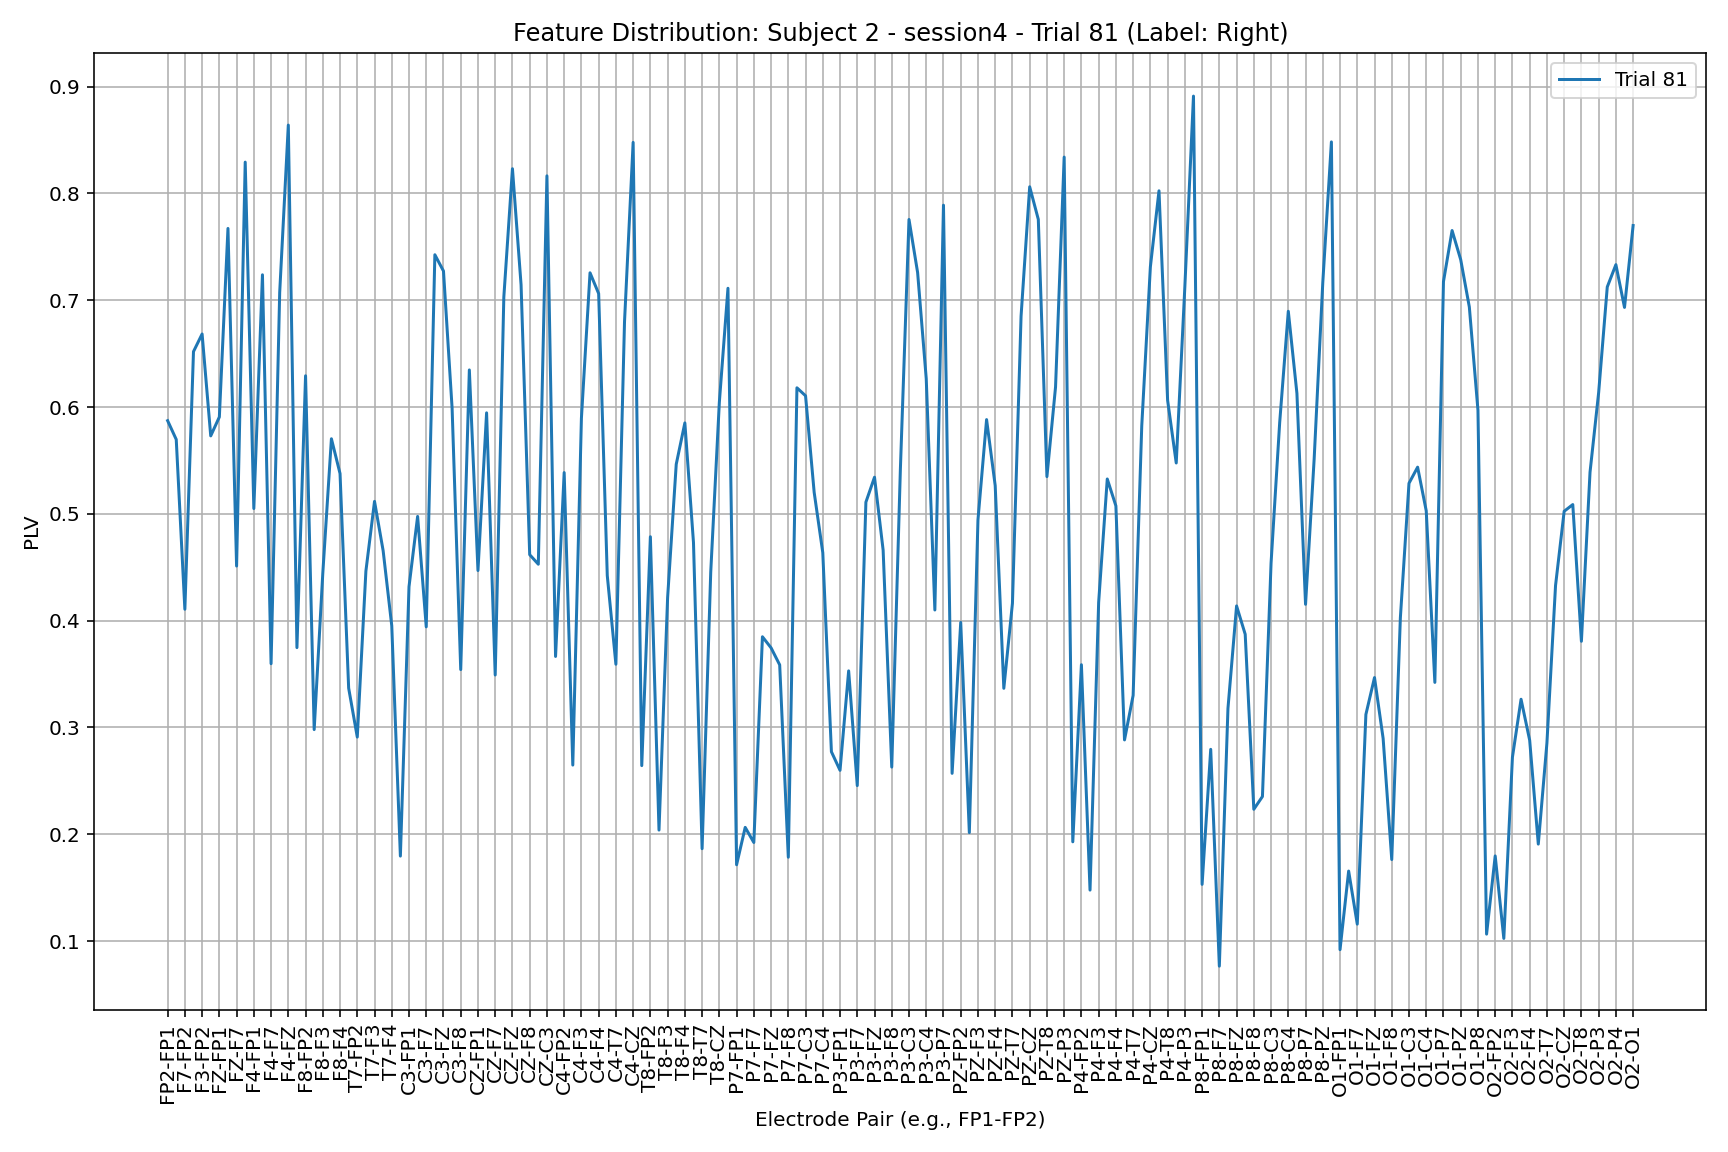 Feature Distribution: Subject 2 - session4 - Trial 81 (Label: Right)
Trial 81
PLV
0.9
0.8
0.7
0.6
0.5
0.4
0.3
0.2
0.1
FP2-FP1
F7-FP2
F3-FP2
FZ-FP1
FZ-F7
F4-FP1
F4-F7
F4-FZ
F8-FP2
F8-F3
F8-F4
T7-FP2
T7-F3
T7-F4
C3-FP1
C3-F7
C3-FZ
C3-F8
CZ-FP1
CZ-F7
CZ-FZ
CZ-F8
CZ-C3
C4-FP2
C4-F3
C4-F4
C4-T7
C4-CZ
T8-FP2
T8-F3
T8-F4
T8-T7
T8-CZ
P7-FP1
P7-F7
P7-FZ
P7-F8
P7-C3
P7-C4
P3-FP1
P3-F7
P3-FZ
P3-F8
P3-C3
P3-C4
P3-P7
PZ-FP2
PZ-F3
PZ-F4
PZ-T7
PZ-CZ
PZ-T8
PZ-P3
P4-FP2
P4-F3
P4-F4
P4-T7
P4-CZ
P4-T8
P4-P3
P8-FP1
P8-F7
P8-FZ
P8-F8
P8-C3
P8-C4
P8-P7
P8-PZ
O1-FP1
O1-F7
O1-FZ
O1-F8
O1-C3
O1-C4
O1-P7
O1-PZ
O1-P8
O2-FP2
O2-F3
O2-F4
O2-T7
O2-CZ
O2-T8
O2-P3
O2-P4
O2-O1
Electrode Pair (e.g., FP1-FP2)